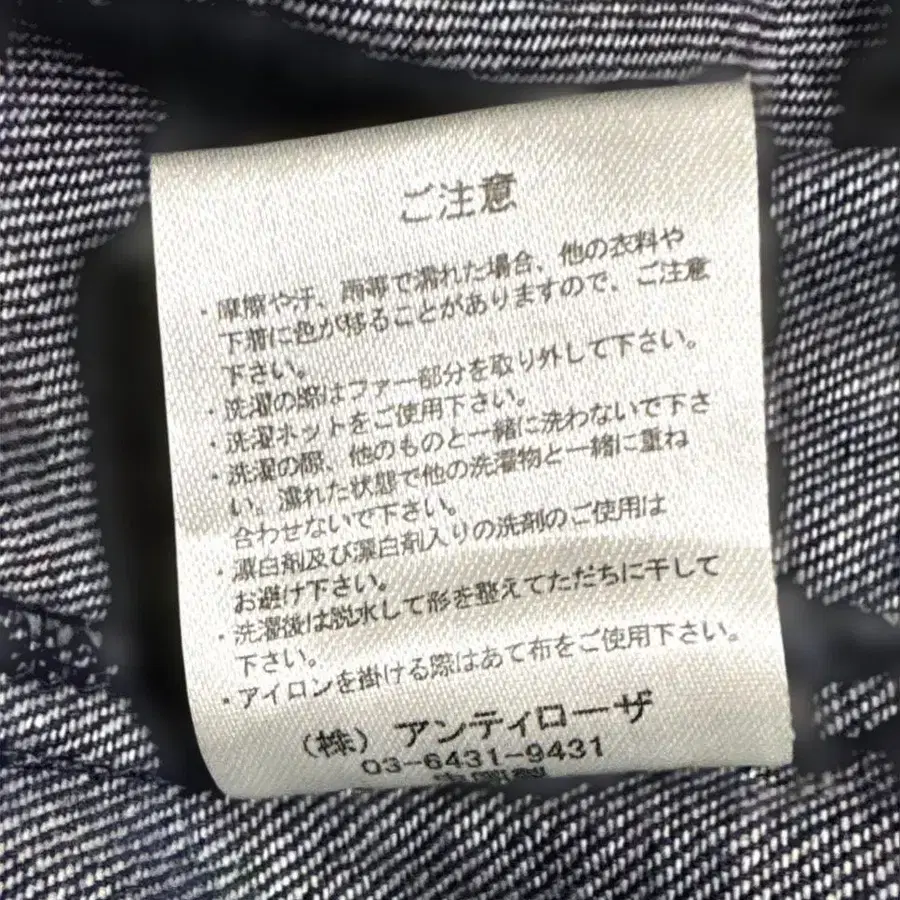 ご注意
・摩擦や汗、雨等で濡れた場合、他の衣料や
下着に色が移ることがありますので、ご注意
下さい。
・洗濯の際はファー部分を取り外して下さい。
・洗濯ネットをご使用下さい。
・洗濯の際、他のものと一緒に洗わないで下さ
い。濡れた状態で他の洗濯物と一緒に重ね
合わせないで下さい。
・漂白剤及び漂白剤入りの洗剤のご使用は
お避け下さい。
・洗濯後は脱水して形を整えてただちに干して
下さい。
・アイロンを掛ける際はあて布をご使用下さい。
（株）アンティローザ
03-6431-9431